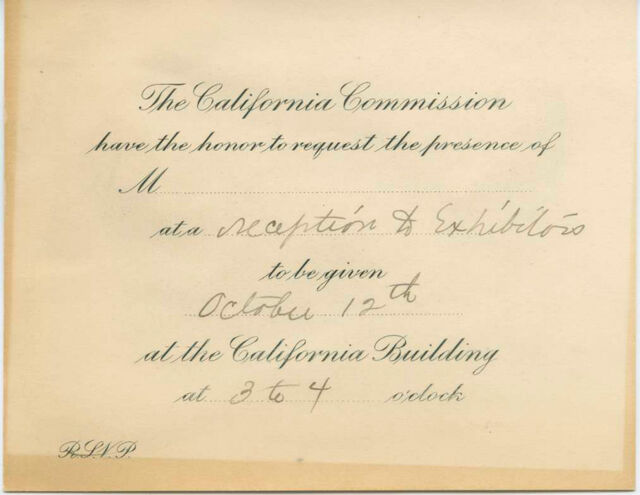 The California Commission
have the honor to request the presence of
M
at a reception to Exhibitors
to be given
October 12th
at the California Building
at 3 to 4 o'clock
R.S.V.P.